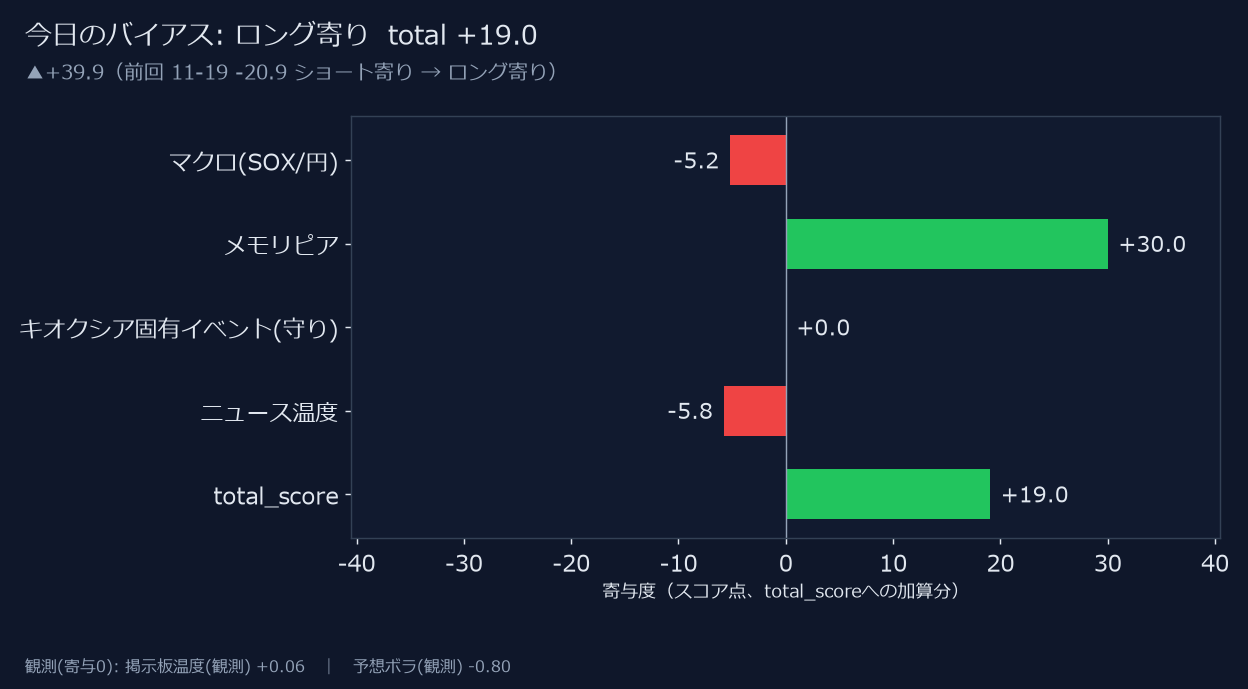 今日のバイアス: ロング寄り  total +19.0
▲+39.9（前回 11-19 -20.9 ショート寄り → ロング寄り）
マクロ(SOX/円)
-5.2
メモリピア
+30.0
キオクシア固有イベント(守り)
+0.0
ニュース温度
-5.8
total_score
+19.0
-40 -30 -20 -10 0 10 20 30 40
寄与度（スコア点、total_scoreへの加算分）
観測(寄与0): 掲示板温度(観測) +0.06 ｜ 予想ボラ(観測) -0.80